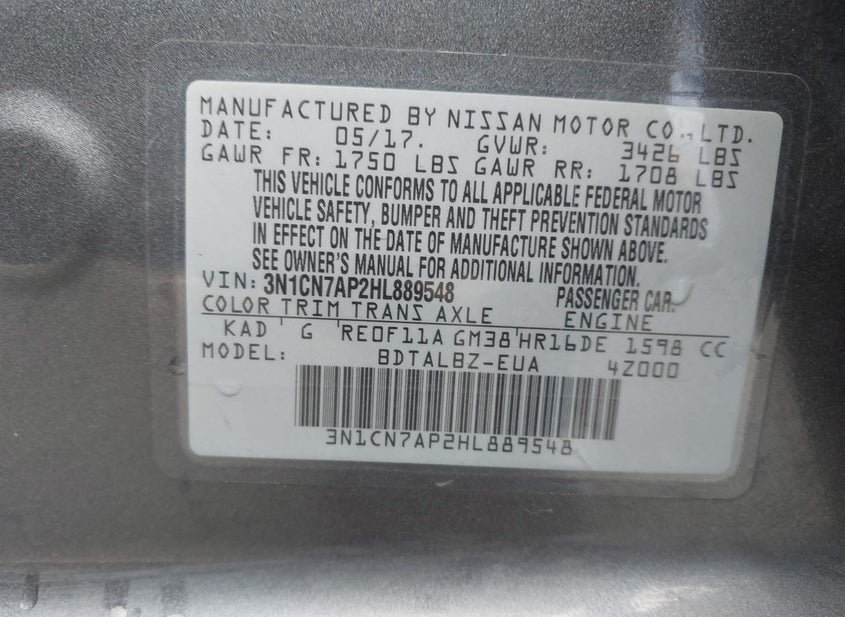 MANUFACTURED BY NISSAN MOTOR CO., LTD.
DATE: 05/17. GVWR: 3426 LBS
GAWR FR: 1750 LBS GAWR RR: 1708 LBS
THIS VEHICLE CONFORMS TO ALL APPLICABLE FEDERAL MOTOR
VEHICLE SAFETY, BUMPER AND THEFT PREVENTION STANDARDS
IN EFFECT ON THE DATE OF MANUFACTURE SHOWN ABOVE.
SEE OWNER'S MANUAL FOR ADDITIONAL INFORMATION.
VIN: 3N1CN7AP2HL889548 PASSENGER CAR.
COLOR TRIM TRANS AXLE ENGINE
KAD G RE0F11A GM38 HR16DE 1598 CC
MODEL: BDTALBZ-EUA 4Z000
3N1CN7AP2HL889548